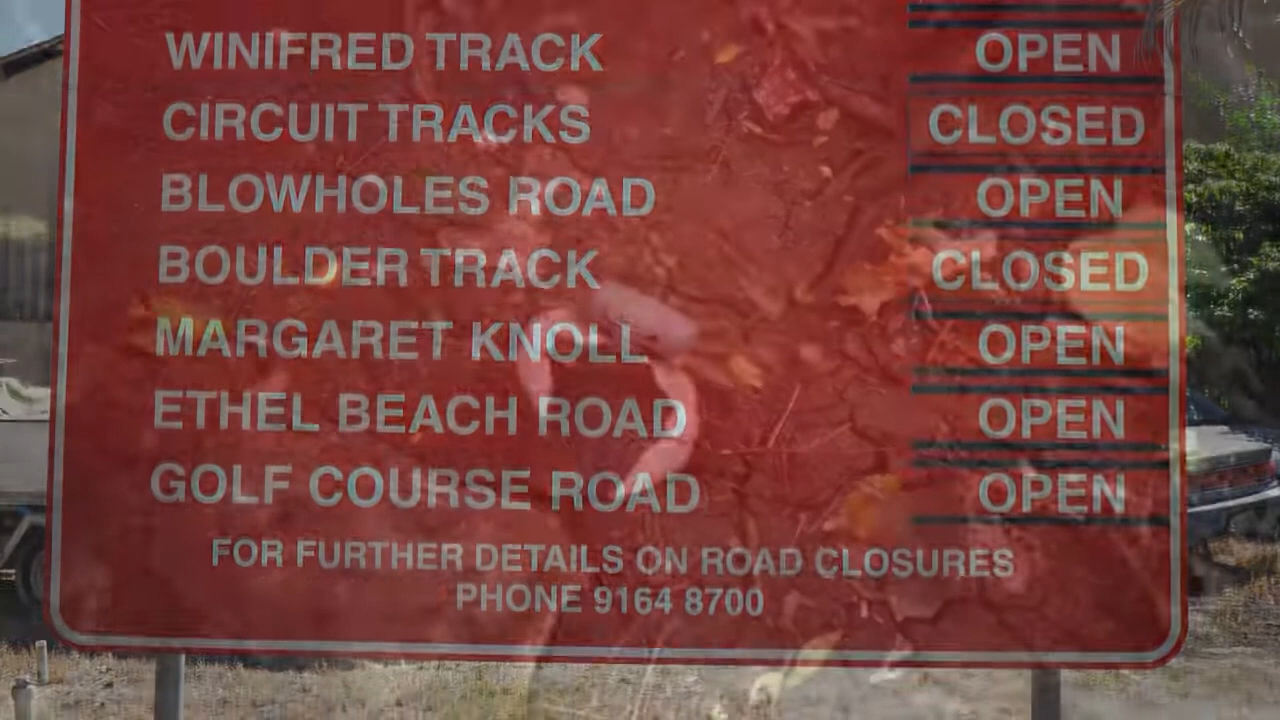 WINIFRED TRACK OPEN
CIRCUIT TRACKS CLOSED
BLOWHOLES ROAD OPEN
BOULDER TRACK CLOSED
MARGARET KNOLL OPEN
ETHEL BEACH ROAD OPEN
GOLF COURSE ROAD OPEN
FOR FURTHER DETAILS ON ROAD CLOSURES
PHONE 9164 8700